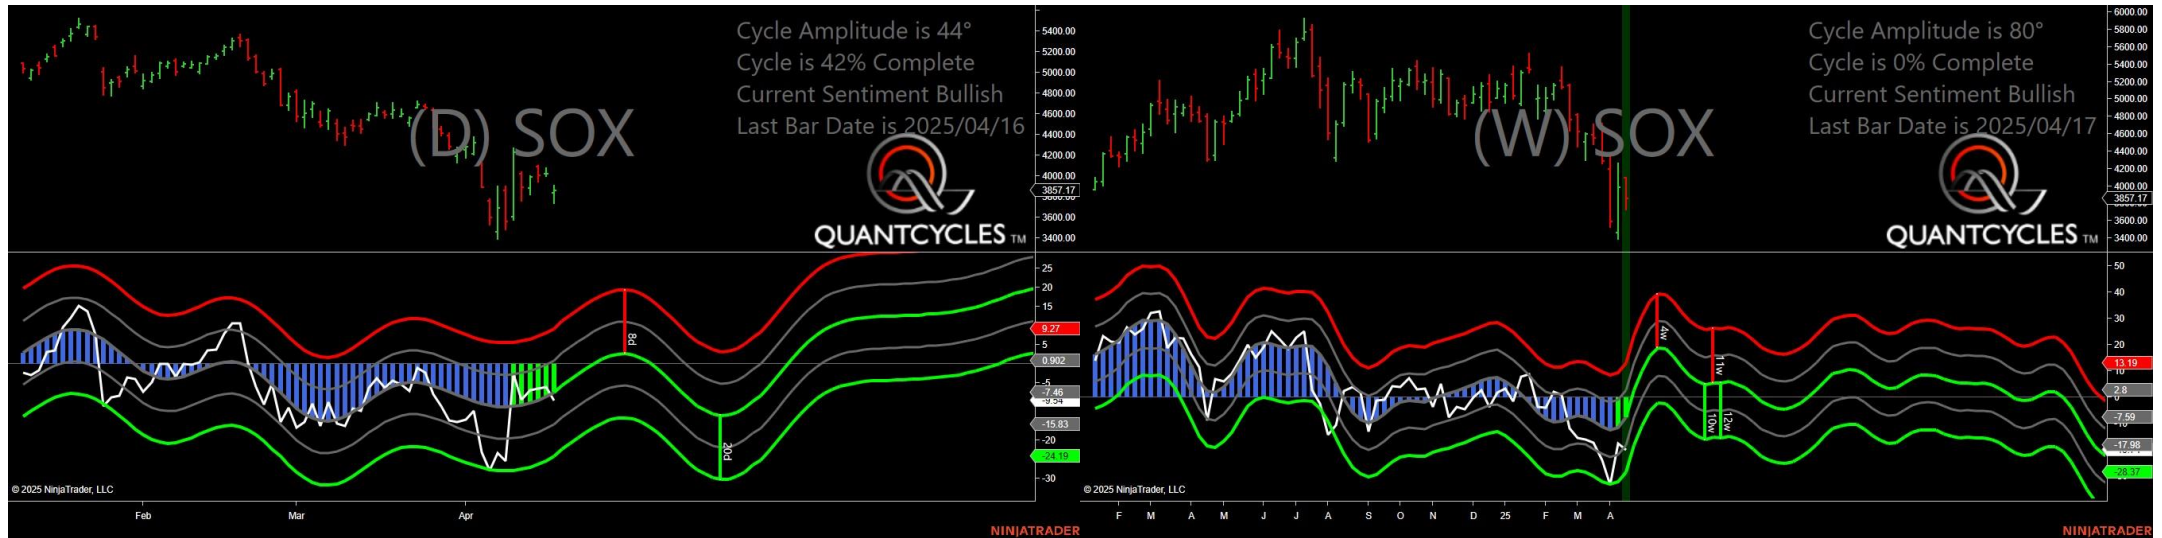 Cycle Amplitude is 44°
Cycle is 42% Complete
Current Sentiment Bullish
Last Bar Date is 2025/04/16
(D) SOX
QUANTCYCLES TM
5400.00
5200.00
5000.00
4800.00
4600.00
4400.00
4200.00
4000.00
3857.17
3600.00
3400.00
25
20
15
9.27
5
0.902
-5
-7.46
-9.54
-15.83
-20
-24.19
-30
8d
20d
© 2025 NinjaTrader, LLC
Feb
Mar
Apr
NINJATRADER
Cycle Amplitude is 80°
Cycle is 0% Complete
Current Sentiment Bullish
Last Bar Date is 2025/04/17
(W) SOX
QUANTCYCLES TM
6000.00
5800.00
5600.00
5400.00
5200.00
5000.00
4800.00
4600.00
4400.00
4200.00
4000.00
3857.17
3600.00
3400.00
50
40
30
20
13.19
10
2.8
0
-7.59
-17.98
-28.37
4w
11w
10w
12w
© 2025 NinjaTrader, LLC
F M A M J J A S O N D 25 F M A
NINJATRADER